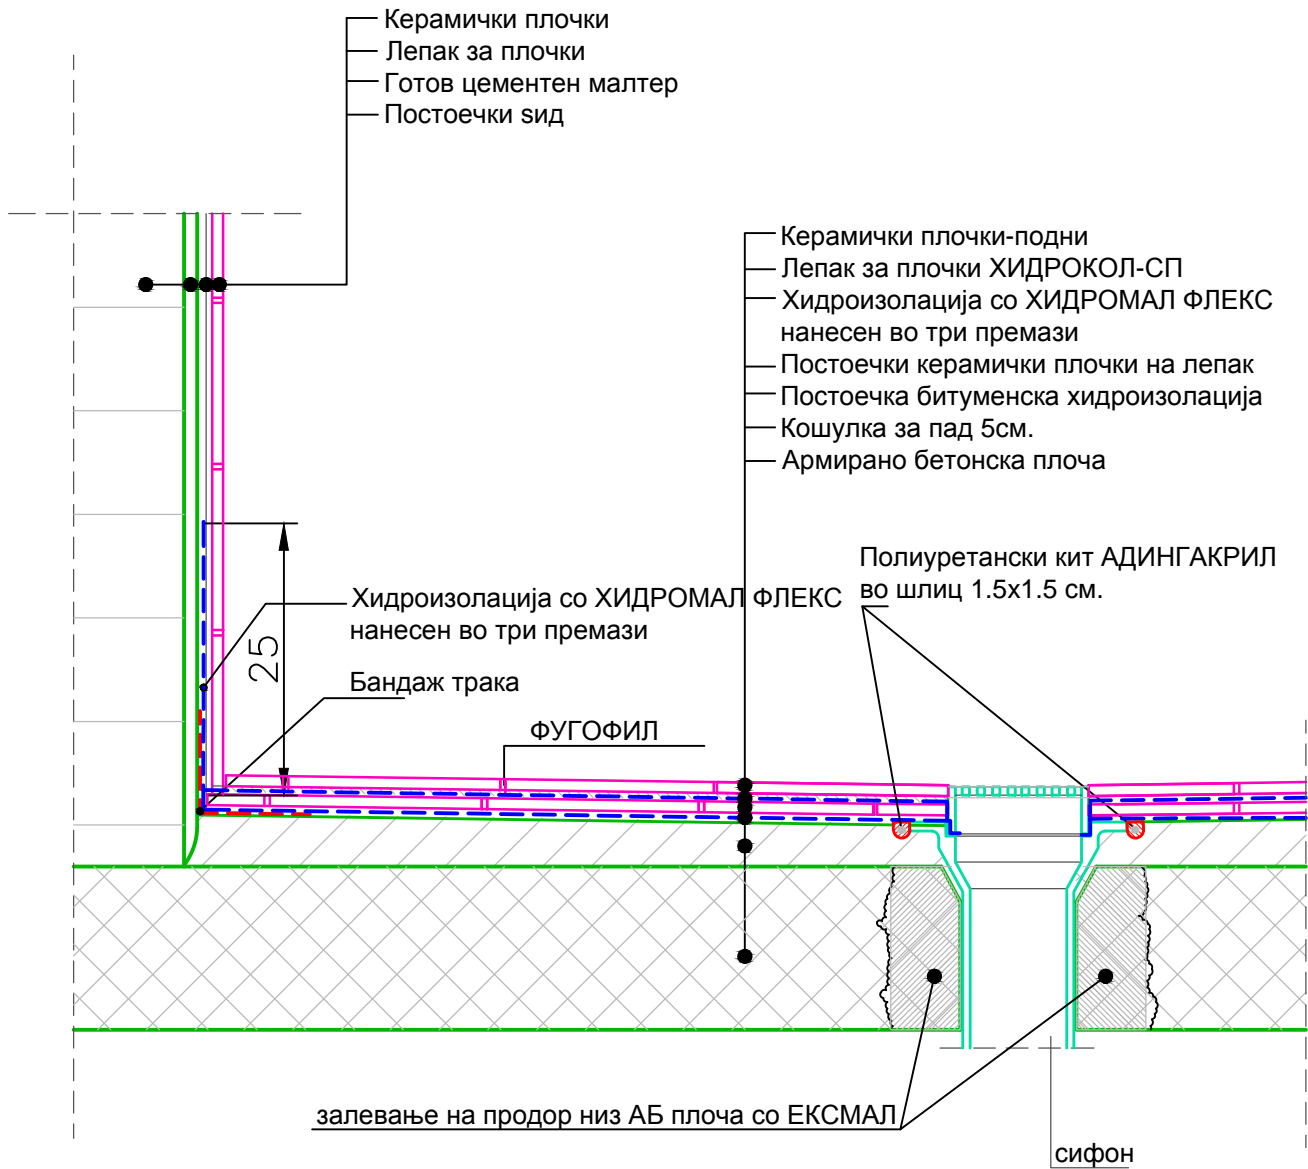 Керамички плочки
Лепак за плочки
Готов цементен малтер
Постоечки ѕид
Керамички плочки-подни
Лепак за плочки ХИДРОКОЛ-СП
Хидроизолација со ХИДРОМАЛ ФЛЕКС
нанесен во три премази
Постоечки керамички плочки на лепак
Постоечка битуменска хидроизолација
Кошулка за пад 5см.
Армирано бетонска плоча
Полиуретански кит АДИНГАКРИЛ
во шлиц 1.5х1.5 см.
Хидроизолација со ХИДРОМАЛ ФЛЕКС
нанесен во три премази
25
Бандаж трака
ФУГОФИЛ
залевање на продор низ АБ плоча со ЕКСМАЛ
сифон